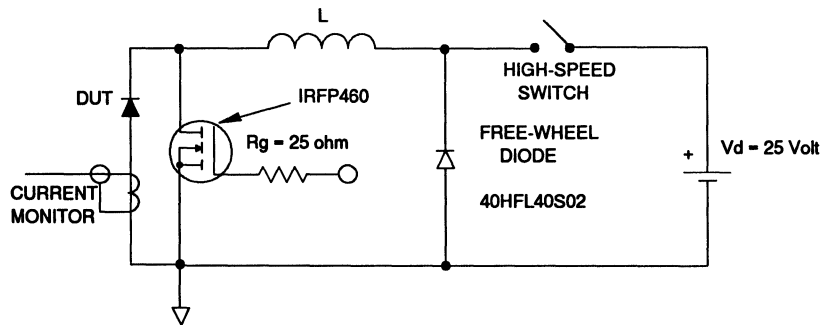 L
HIGH-SPEED
SWITCH
DUT
IRFP460
Rg = 25 ohm
FREE-WHEEL
DIODE
40HFL40S02
+
Vd = 25 Volt
CURRENT
MONITOR